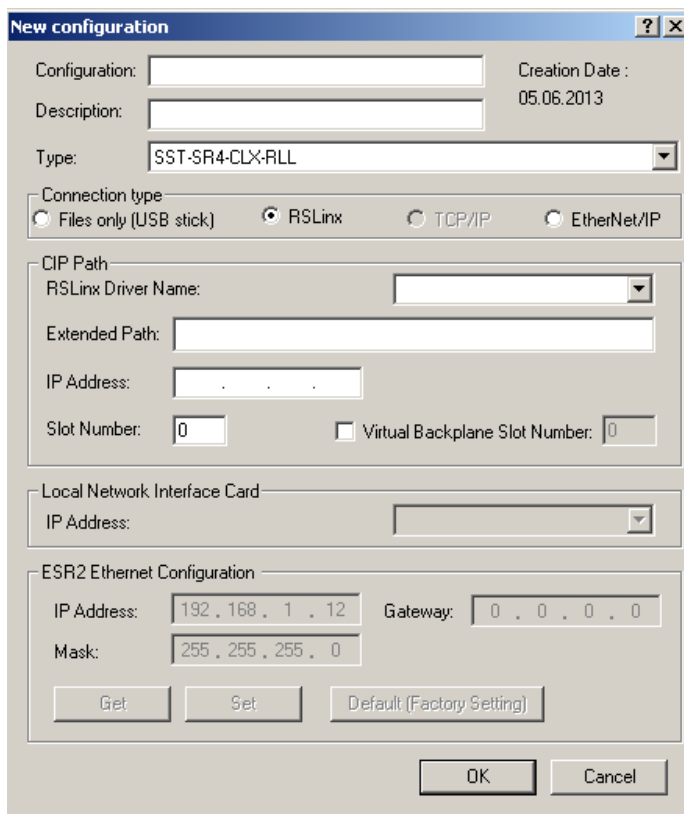 New configuration
Configuration:
Creation Date :
05.06.2013
Description:
Type: SST-SR4-CLX-RLL
Connection type
Files only (USB stick) RSLinx TCP/IP EtherNet/IP
CIP Path
RSLinx Driver Name:
Extended Path:
IP Address: . . .
Slot Number: 0 Virtual Backplane Slot Number: 0
Local Network Interface Card
IP Address:
ESR2 Ethernet Configuration
IP Address: 192 . 168 . 1 . 12 Gateway: 0 . 0 . 0 . 0
Mask: 255 . 255 . 255 . 0
Get Set Default (Factory Setting)
OK Cancel